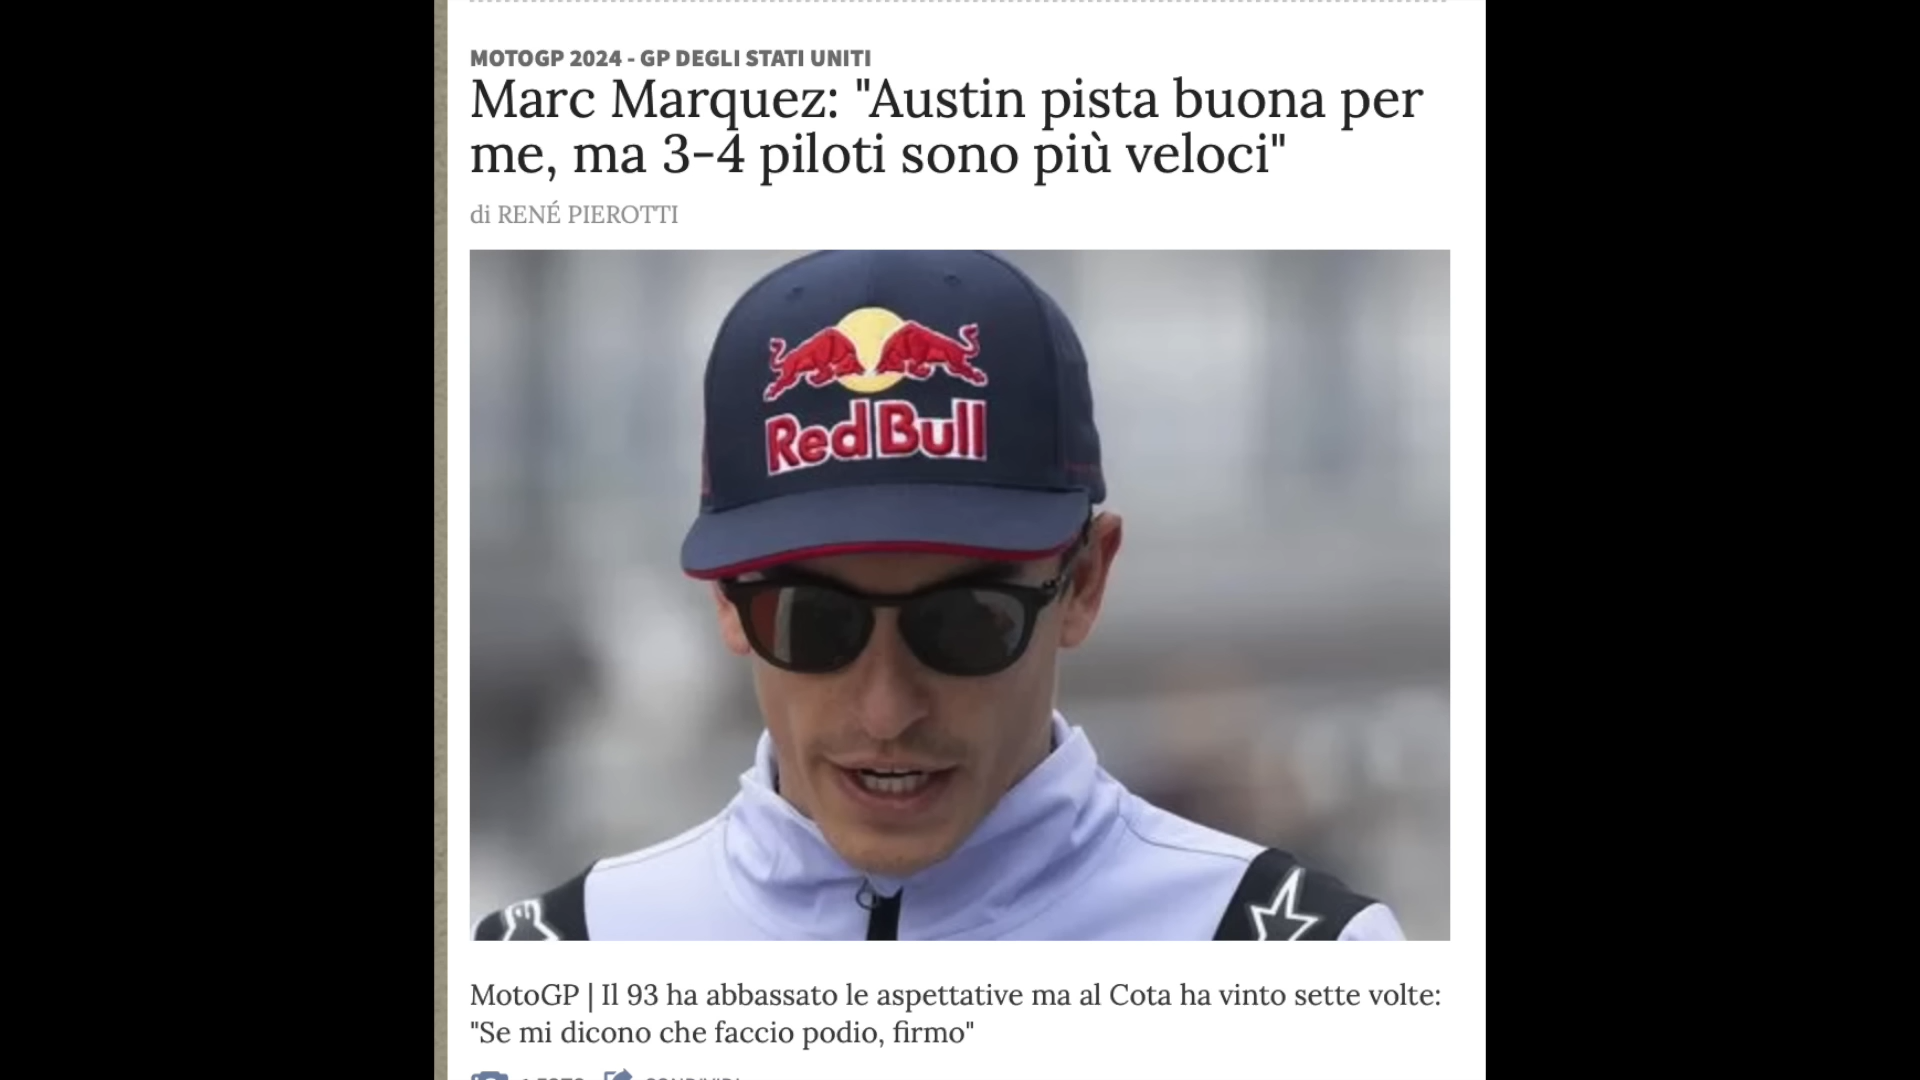 MOTOGP 2024 - GP DEGLI STATI UNITI
Marc Marquez: "Austin pista buona per
me, ma 3-4 piloti sono più veloci"
di RENÉ PIEROTTI
Red Bull
MotoGP | Il 93 ha abbassato le aspettative ma al Cota ha vinto sette volte:
"Se mi dicono che faccio podio, firmo"